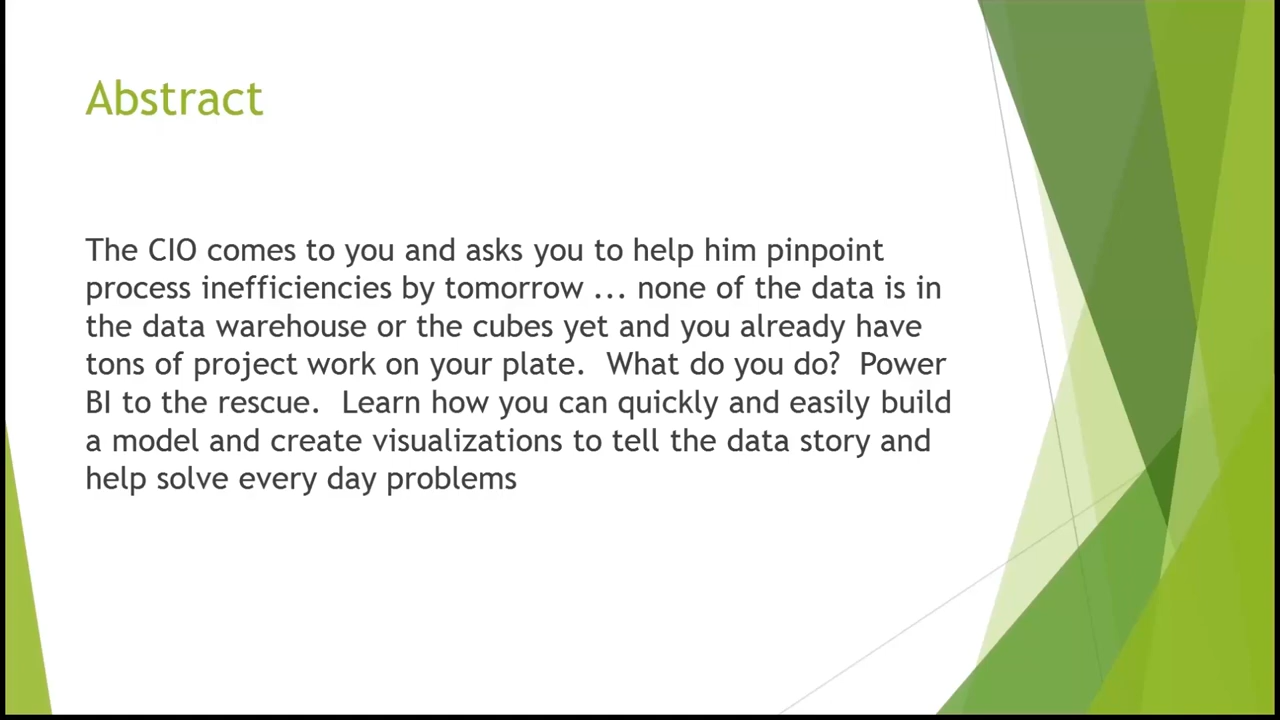 Abstract
The CIO comes to you and asks you to help him pinpoint
process inefficiencies by tomorrow ... none of the data is in
the data warehouse or the cubes yet and you already have
tons of project work on your plate.  What do you do?  Power
BI to the rescue.  Learn how you can quickly and easily build
a model and create visualizations to tell the data story and
help solve every day problems